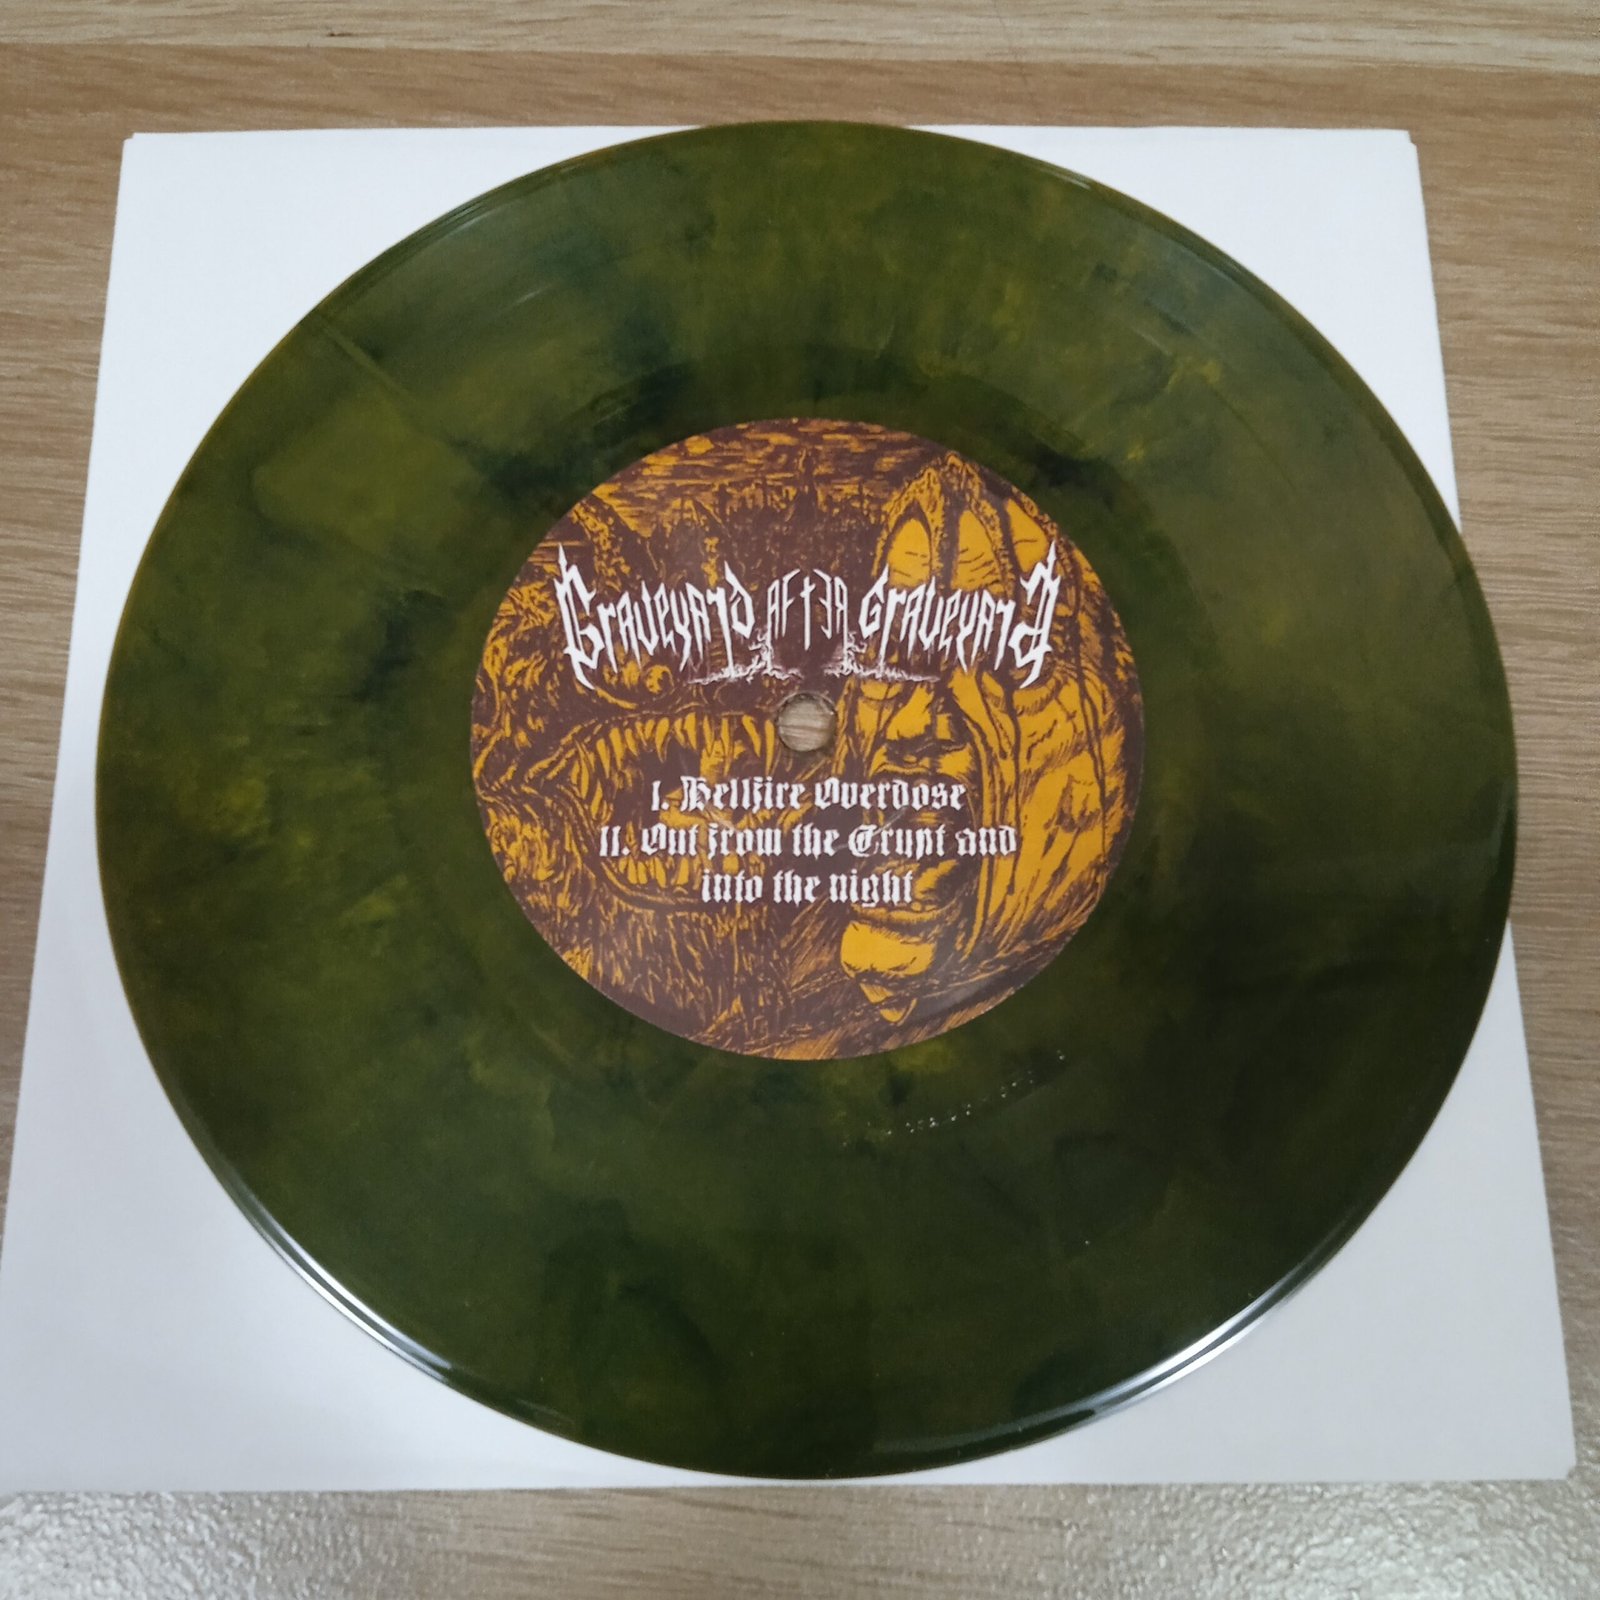 Graveyard AFTER Graveyard
I. Hellfire Overdose
II. Out from the Crypt and
into the night